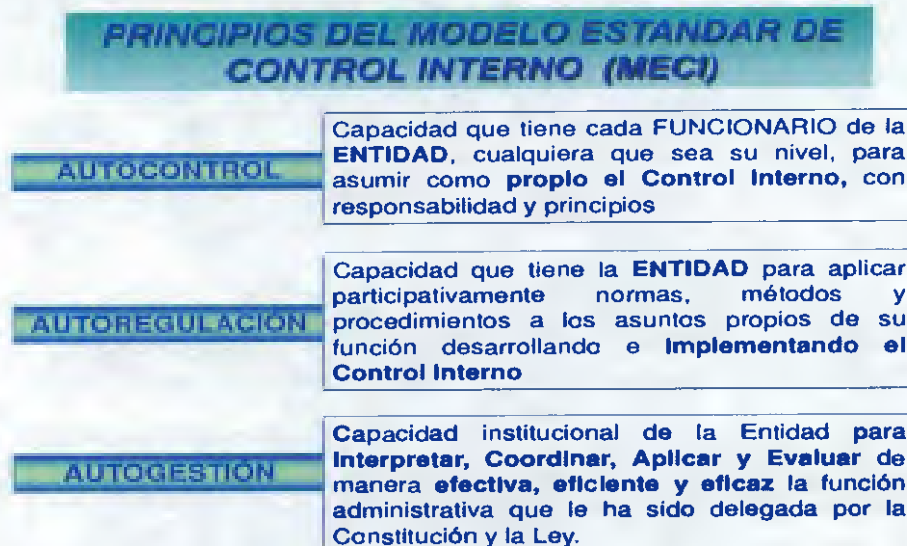 PRINCIPIOS DEL MODELO ESTANDAR DE
CONTROL INTERNO (MECI)
AUTOCONTROL
Capacidad que tiene cada FUNCIONARIO de la
ENTIDAD, cualquiera que sea su nivel, para
asumir como propio el Control Interno, con
responsabilidad y principios
AUTOREGULACIÓN
Capacidad que tiene la ENTIDAD para aplicar
participativamente normas, métodos y
procedimientos a los asuntos propios de su
función desarrollando e implementando el
Control Interno
AUTOGESTIÓN
Capacidad institucional de la Entidad para
Interpretar, Coordinar, Aplicar y Evaluar de
manera efectiva, eficiente y eficaz la función
administrativa que le ha sido delegada por la
Constitución y la Ley.